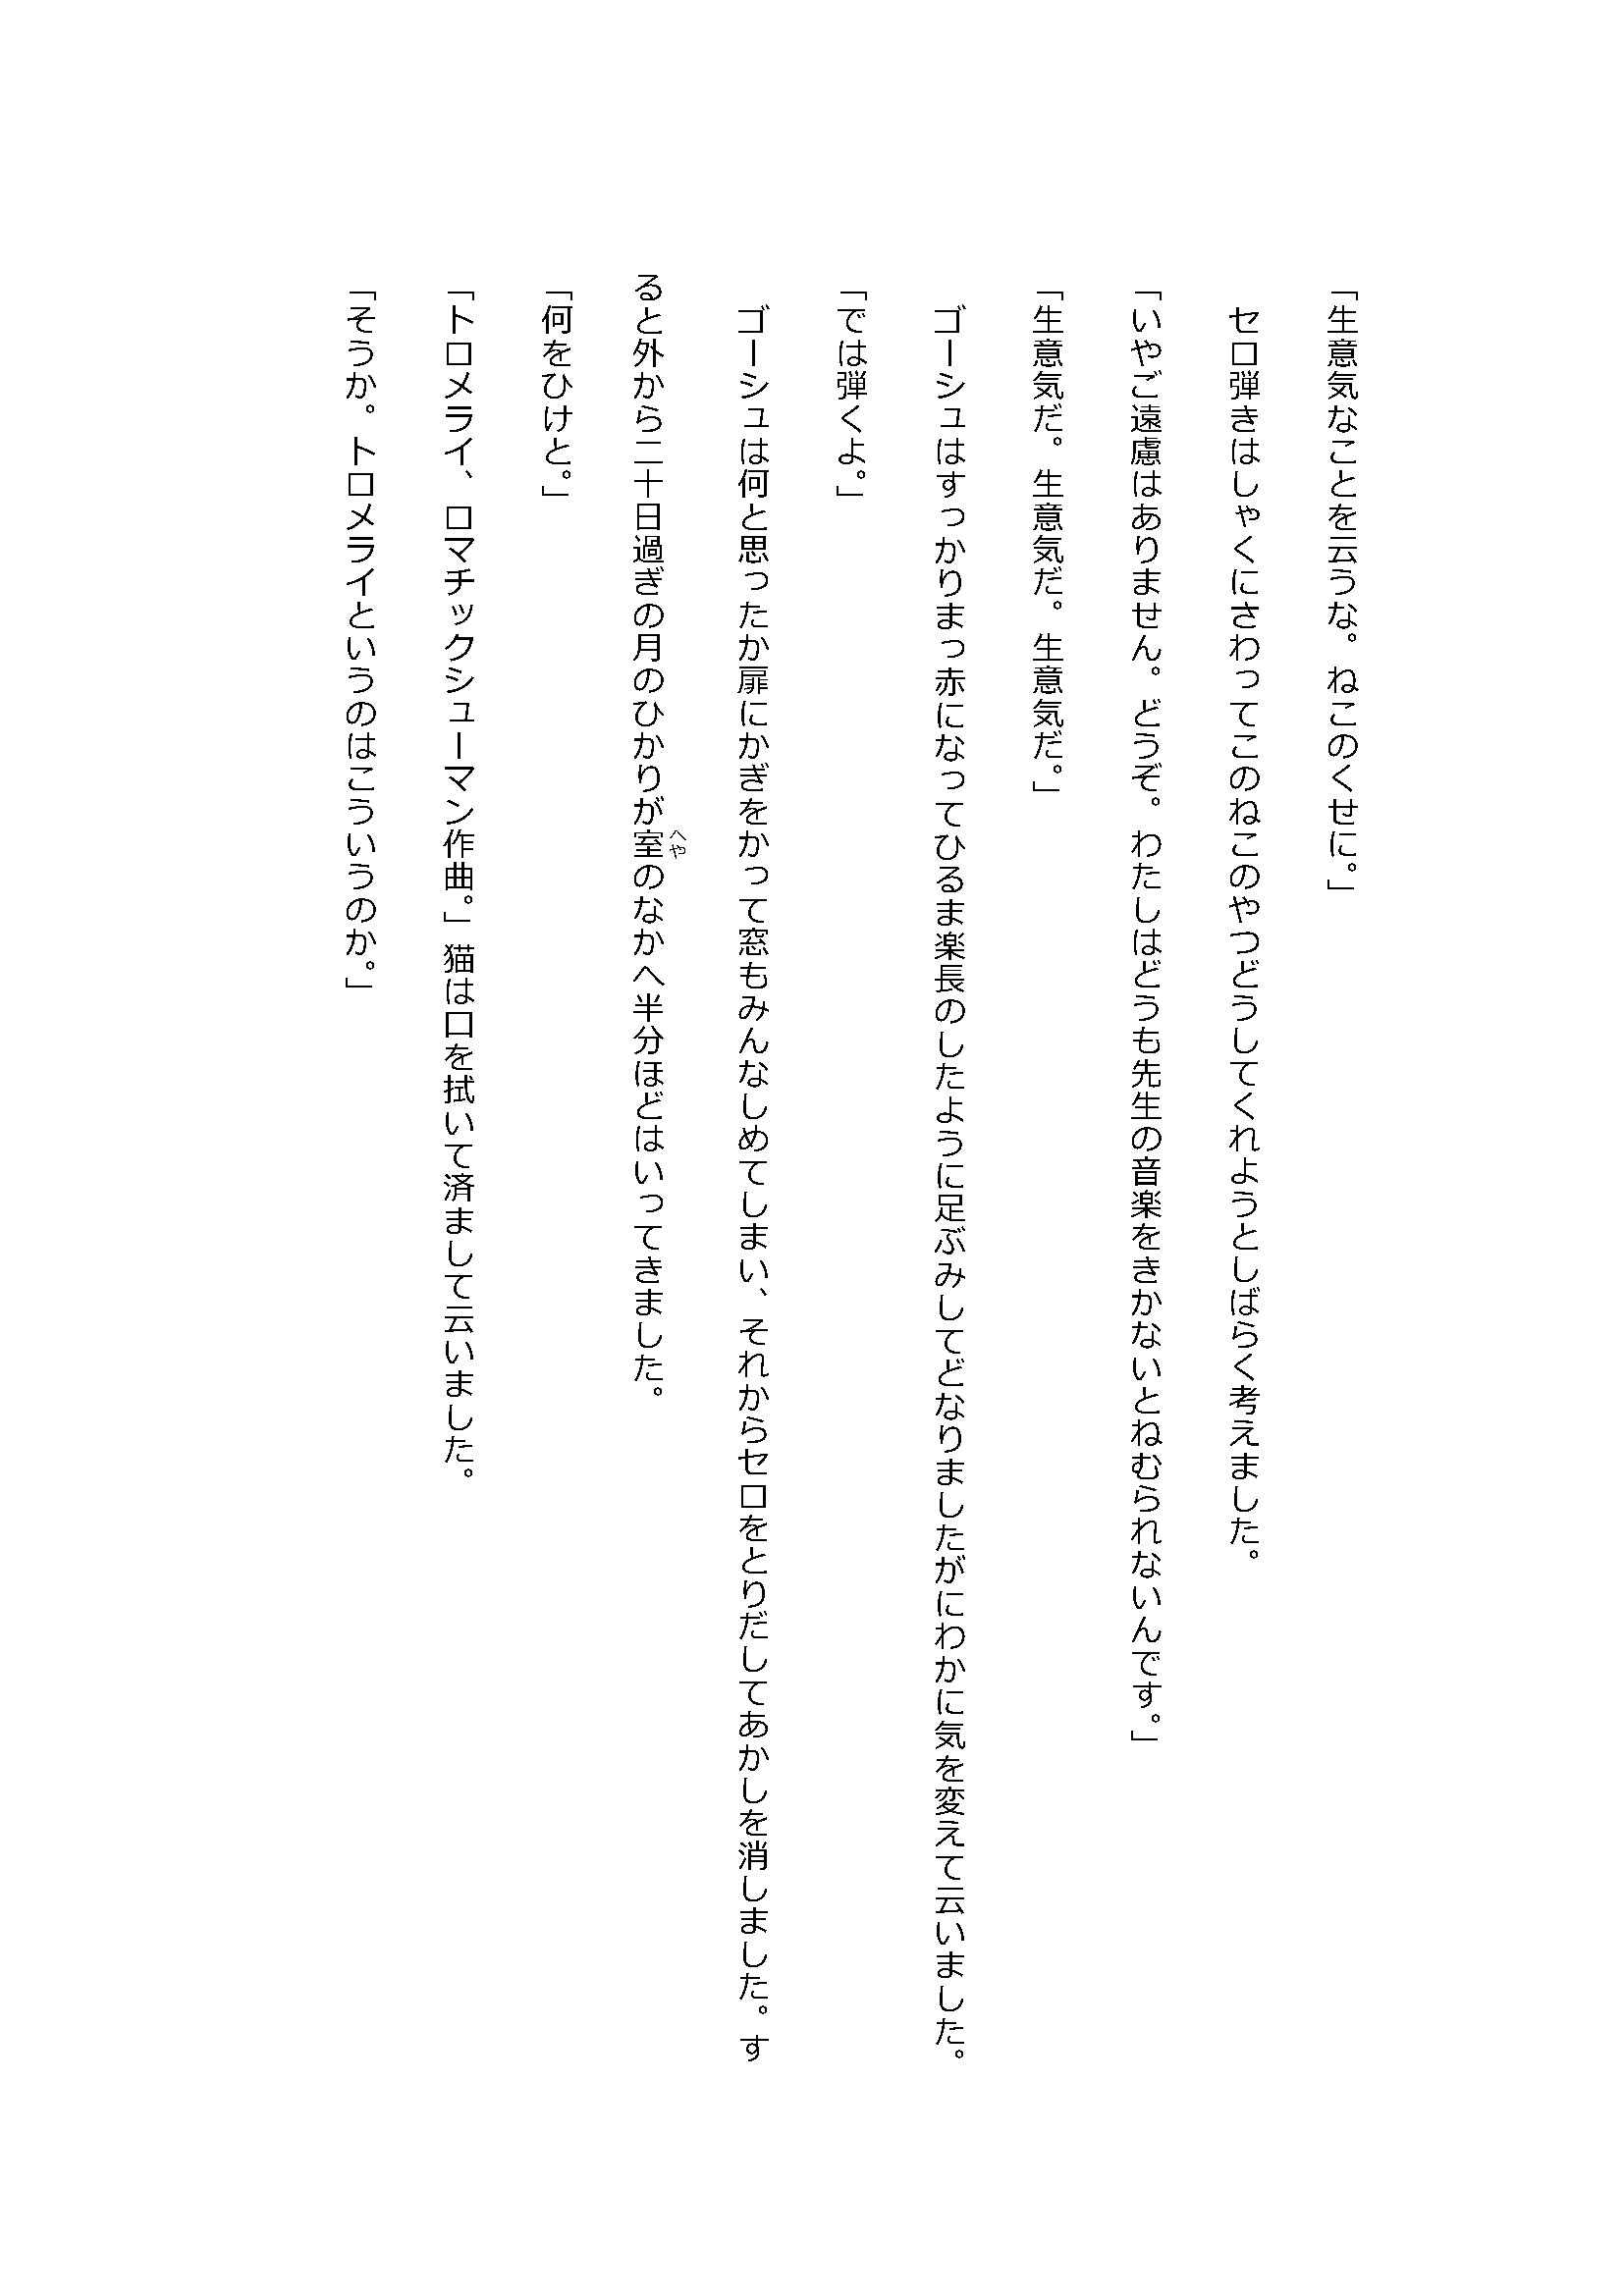 「生意気なことを云うな。ねこのくせに。」
　セロ弾きはしゃくにさわってこのねこのやつどうしてくれようとしばらく考えました。
「いやご遠慮はありません。どうぞ。わたしはどうも先生の音楽をきかないとねむられないんです。」
「生意気だ。生意気だ。生意気だ。」
　ゴーシュはすっかりまっ赤になってひるま楽長のしたように足ぶみしてどなりましたがにわかに気を変えて云いました。
「では弾くよ。」
　ゴーシュは何と思ったか扉にかぎをかって窓もみんなしめてしまい、それからセロをとりだしてあかしを消しました。す
ると外から二十日過ぎの月のひかりが室へやのなかへ半分ほどはいってきました。
「何をひけと。」
「トロメライ、ロマチックシューマン作曲。」猫は口を拭いて済まして云いました。
「そうか。トロメライというのはこういうのか。」